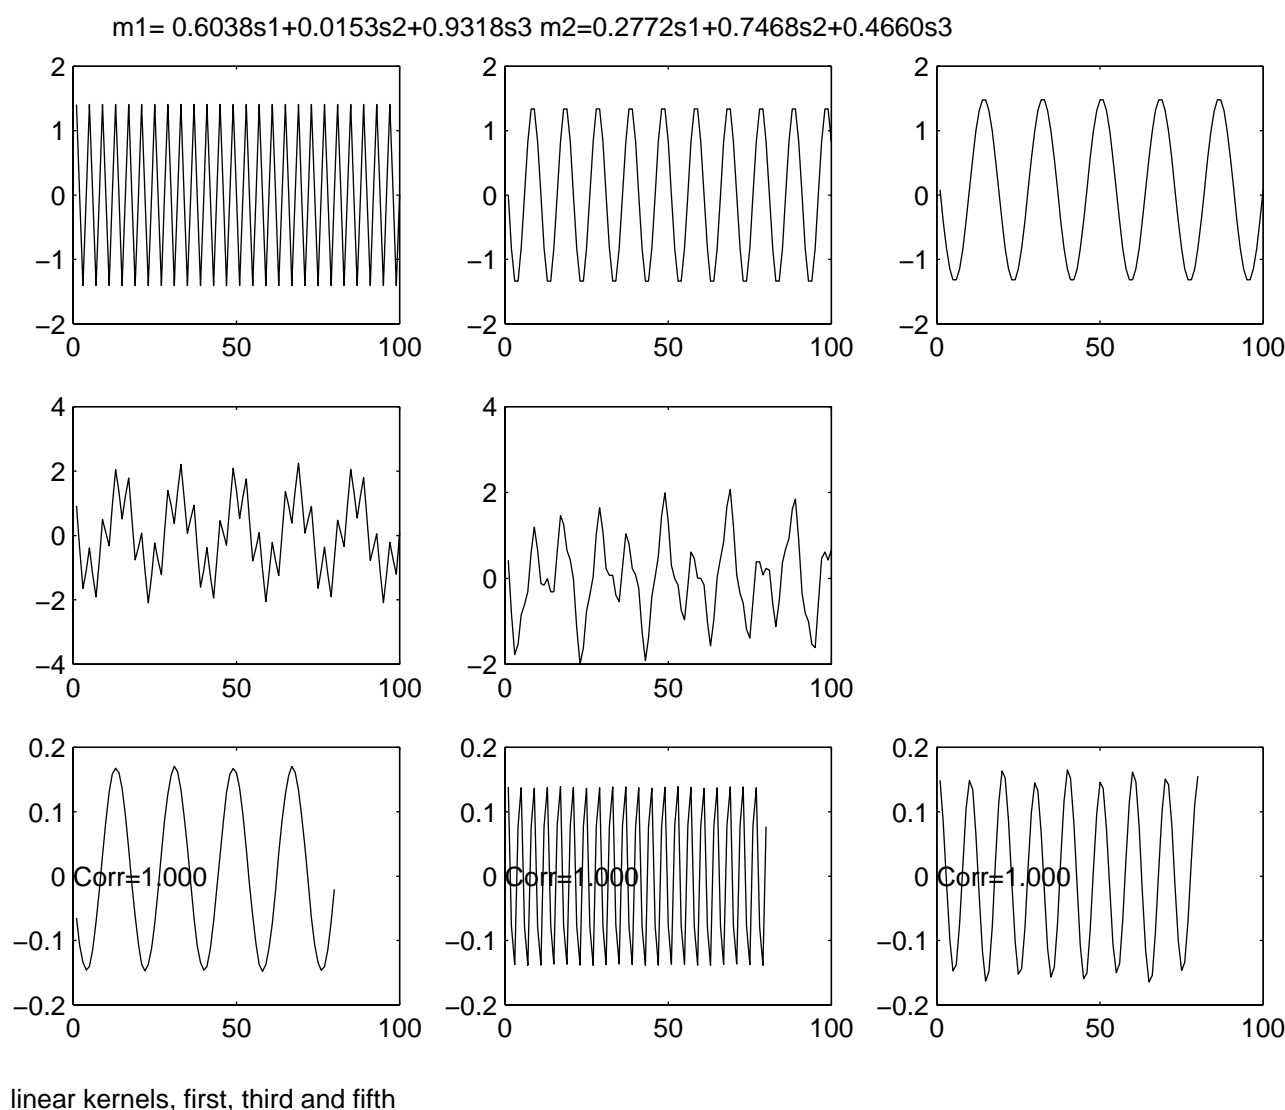 m1= 0.6038s1+0.0153s2+0.9318s3 m2=0.2772s1+0.7468s2+0.4660s3
2 2 2
1 1 1
0 0 0
−1 −1 −1
−2 −2 −2
0 50 100 0 50 100 0 50 100
4 4
2 2
0 0
−2
−4 −2
0 50 100 0 50 100
0.2 0.2 0.2
0.1 0.1 0.1
0 Corr=1.000 0 Corr=1.000 0 Corr=1.000
−0.1 −0.1 −0.1
−0.2 −0.2 −0.2
0 50 100 0 50 100 0 50 100
linear kernels, first, third and fifth